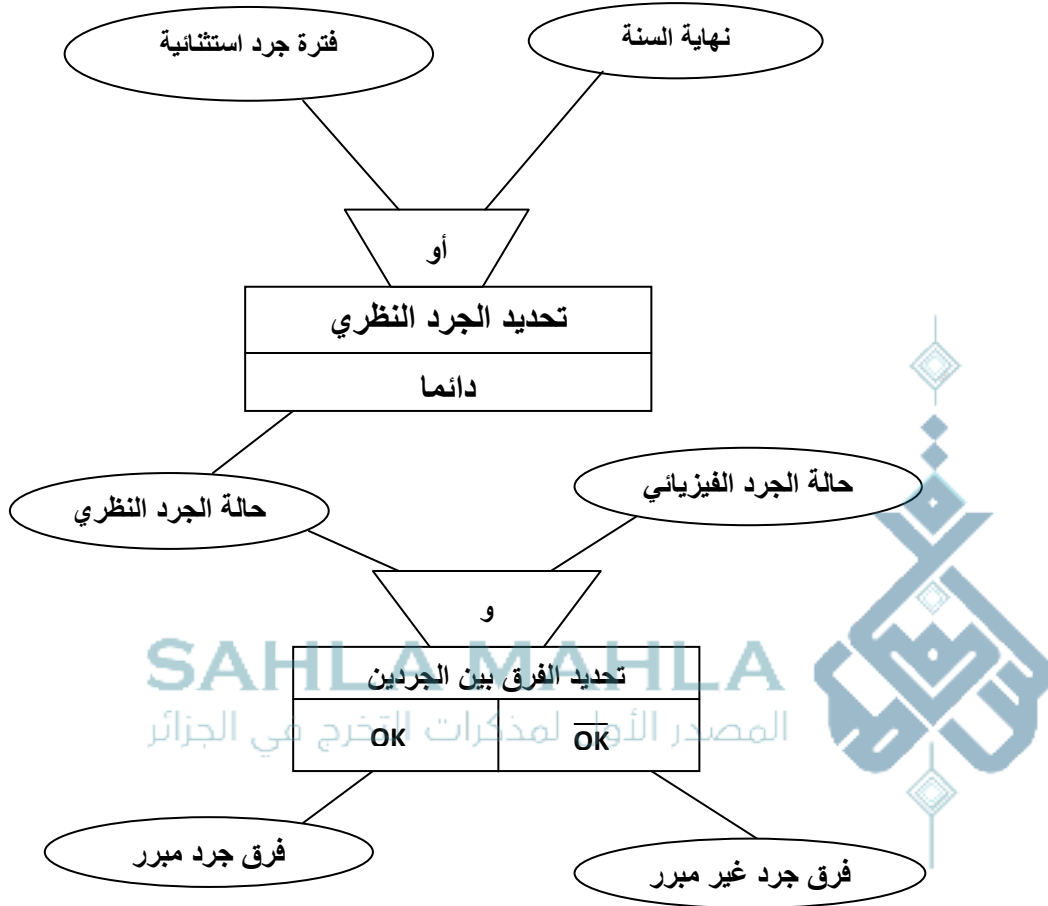 نهاية السنة
فترة جرد استثنائية
أو
تحديد الجرد النظري
دائما
حالة الجرد الفيزيائي
حالة الجرد النظري
و
SAHLA MAHLA
تحديد الفرق بين الجردين
المصدر الأول لمذكرات التخرج في الجزائر
OK
O̅K̅
فرق جرد مبرر
فرق جرد غير مبرر